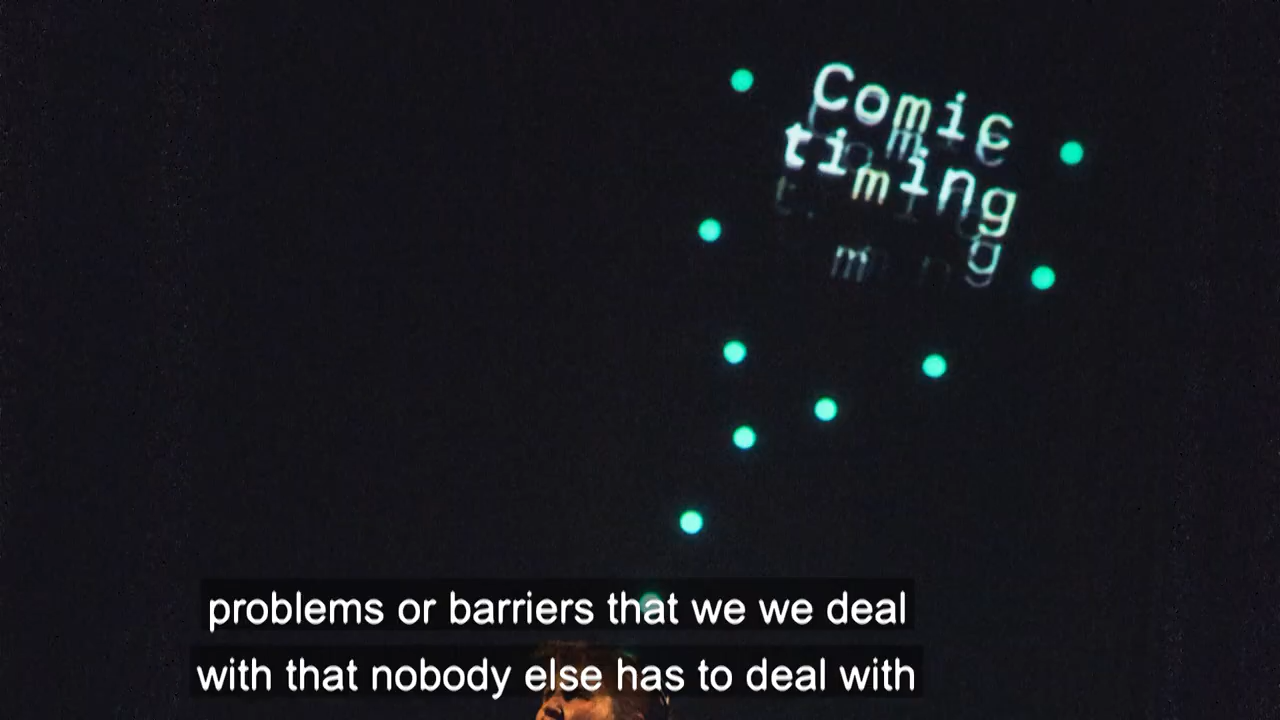 Comic
timing
problems or barriers that we we deal
with that nobody else has to deal with